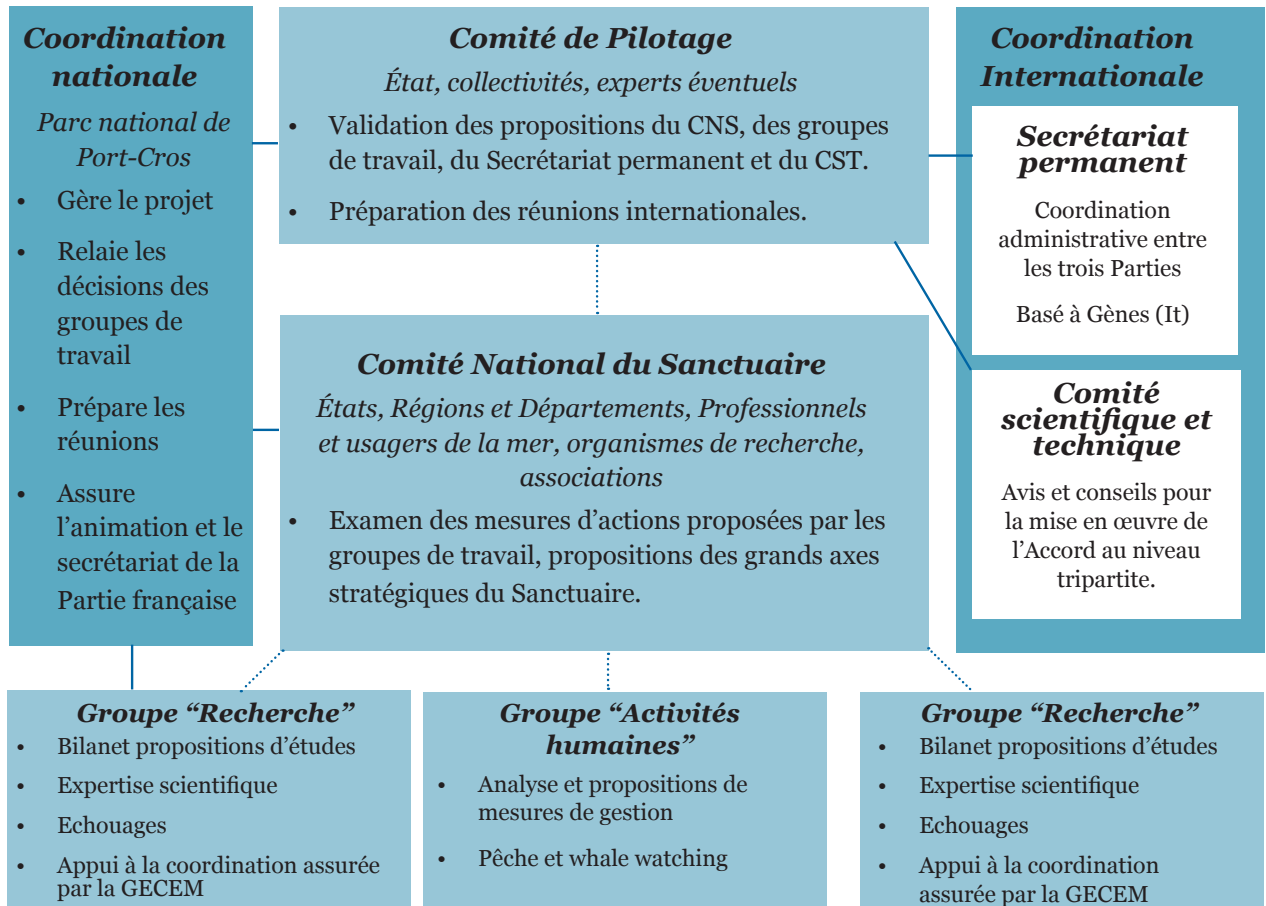 Coordination
nationale
Parc national de
Port-Cros
• Gère le projet
• Relaie les
décisions des
groupes de
travail
• Prépare les
réunions
• Assure
l’animation et le
secrétariat de la
Partie française
Comité de Pilotage
État, collectivités, experts éventuels
• Validation des propositions du CNS, des groupes
de travail, du Secrétariat permanent et du CST.
• Préparation des réunions internationales.
Comité National du Sanctuaire
États, Régions et Départements, Professionnels
et usagers de la mer, organismes de recherche,
associations
• Examen des mesures d’actions proposées par les
groupes de travail, propositions des grands axes
stratégiques du Sanctuaire.
Coordination
Internationale
Secrétariat
permanent
Coordination
administrative entre
les trois Parties
Basé à Gènes (It)
Comité
scientifique et
technique
Avis et conseils pour
la mise en œuvre de
l’Accord au niveau
tripartite.
Groupe “Recherche”
• Bilanet propositions d’études
• Expertise scientifique
• Echouages
• Appui à la coordination assurée
par la GECEM
Groupe “Activités
humaines”
• Analyse et propositions de
mesures de gestion
• Pêche et whale watching
Groupe “Recherche”
• Bilanet propositions d’études
• Expertise scientifique
• Echouages
• Appui à la coordination
assurée par la GECEM